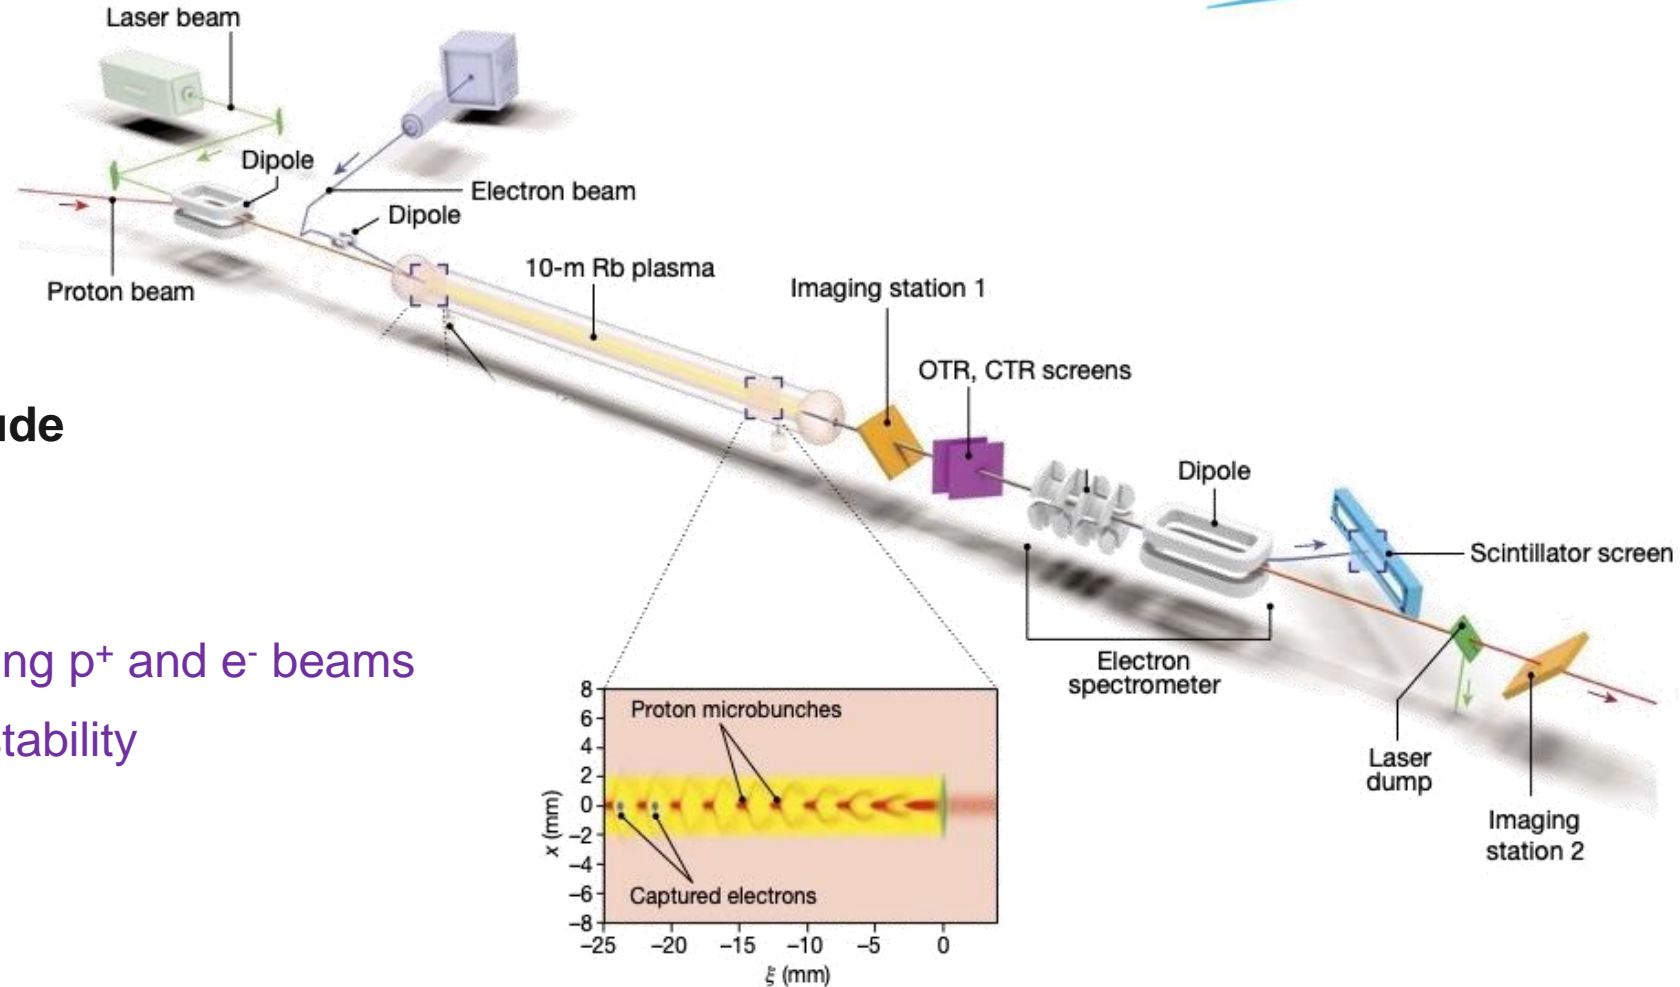 Laser beam
Dipole
Electron beam
Dipole
Proton beam
10-m Rb plasma
Imaging station 1
OTR, CTR screens
Dipole
Scintillator screen
Electron
spectrometer
Laser
dump
Imaging
station 2
ude
ng p⁺ and e⁻ beams
tability
Proton microbunches
Captured electrons
8
6
4
2
0
−2
−4
−6
−8
x (mm)
−25 −20 −15 −10 −5 0
ξ (mm)